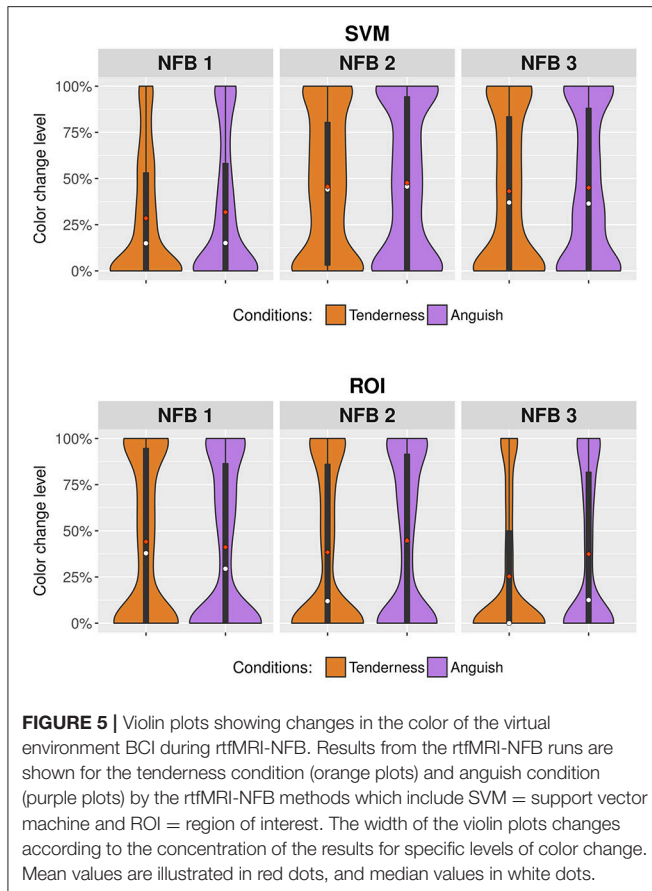 SVM
NFB 1 NFB 2 NFB 3
100%
75%
50%
25%
0%
Color change level
Conditions: Tenderness Anguish
ROI
NFB 1 NFB 2 NFB 3
100%
75%
50%
25%
0%
Color change level
Conditions: Tenderness Anguish
FIGURE 5 | Violin plots showing changes in the color of the virtual
environment BCI during rtfMRI-NFB. Results from the rtfMRI-NFB runs are
shown for the tenderness condition (orange plots) and anguish condition
(purple plots) by the rtfMRI-NFB methods which include SVM = support vector
machine and ROI = region of interest. The width of the violin plots changes
according to the concentration of the results for specific levels of color change.
Mean values are illustrated in red dots, and median values in white dots.